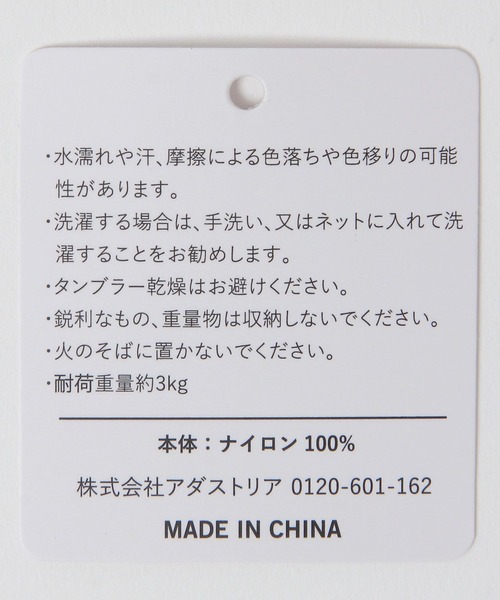 ・水濡れや汗、摩擦による色落ちや色移りの可能
性があります。
・洗濯する場合は、手洗い、又はネットに入れて洗
濯することをお勧めします。
・タンブラー乾燥はお避けください。
・鋭利なもの、重量物は収納しないでください。
・火のそばに置かないでください。
・耐荷重量約3kg
本体：ナイロン 100%
株式会社アダストリア 0120-601-162
MADE IN CHINA